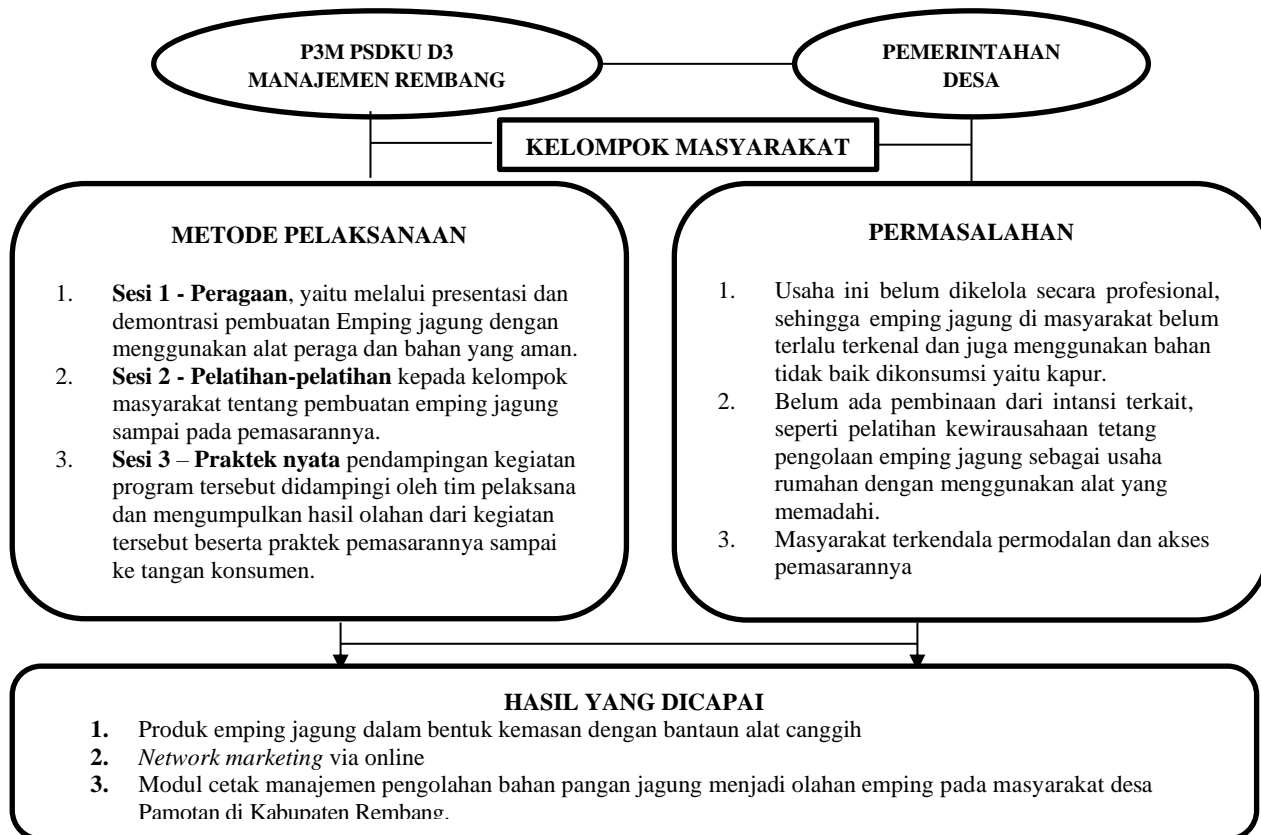 P3M PSDKU D3
MANAJEMEN REMBANG
PEMERINTAHAN
DESA
KELOMPOK MASYARAKAT
METODE PELAKSANAAN
1. Sesi 1 - Peragaan, yaitu melalui presentasi dan
demontrasi pembuatan Emping jagung dengan
menggunakan alat peraga dan bahan yang aman.
2. Sesi 2 - Pelatihan-pelatihan kepada kelompok
masyarakat tentang pembuatan emping jagung
sampai pada pemasarannya.
3. Sesi 3 – Praktek nyata pendampingan kegiatan
program tersebut didampingi oleh tim pelaksana
dan mengumpulkan hasil olahan dari kegiatan
tersebut beserta praktek pemasarannya sampai
ke tangan konsumen.
PERMASALAHAN
1. Usaha ini belum dikelola secara profesional,
sehingga emping jagung di masyarakat belum
terlalu terkenal dan juga menggunakan bahan
tidak baik dikonsumsi yaitu kapur.
2. Belum ada pembinaan dari intansi terkait,
seperti pelatihan kewirausahaan tetang
pengolaan emping jagung sebagai usaha
rumahan dengan menggunakan alat yang
memadahi.
3. Masyarakat terkendala permodalan dan akses
pemasarannya
HASIL YANG DICAPAI
1. Produk emping jagung dalam bentuk kemasan dengan bantaun alat canggih
2. Network marketing via online
3. Modul cetak manajemen pengolahan bahan pangan jagung menjadi olahan emping pada masyarakat desa
Pamotan di Kabupaten Rembang.